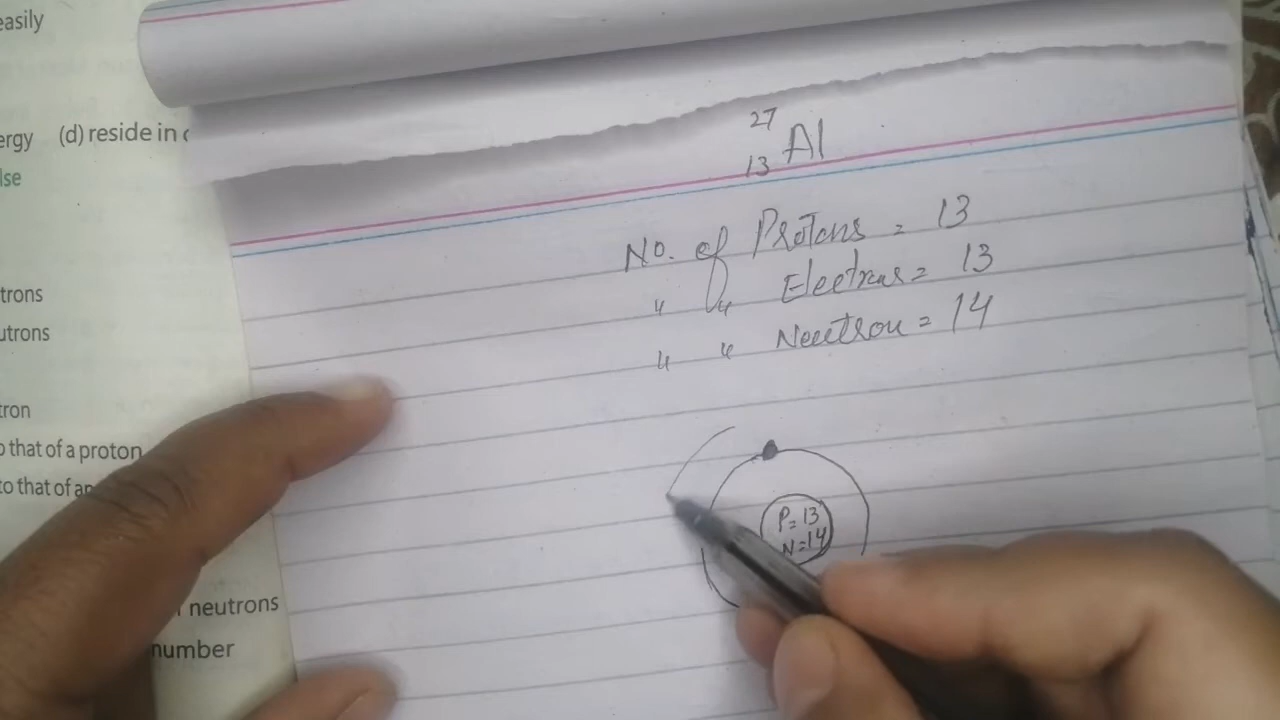 easily
ergy (d) reside in
lse
trons
utrons
tron
that of a proton
to that of an
neutrons
number
27
13 Al
No. of Protons = 13
" " Electrons = 13
" " Neutron = 14
P=13
N=14